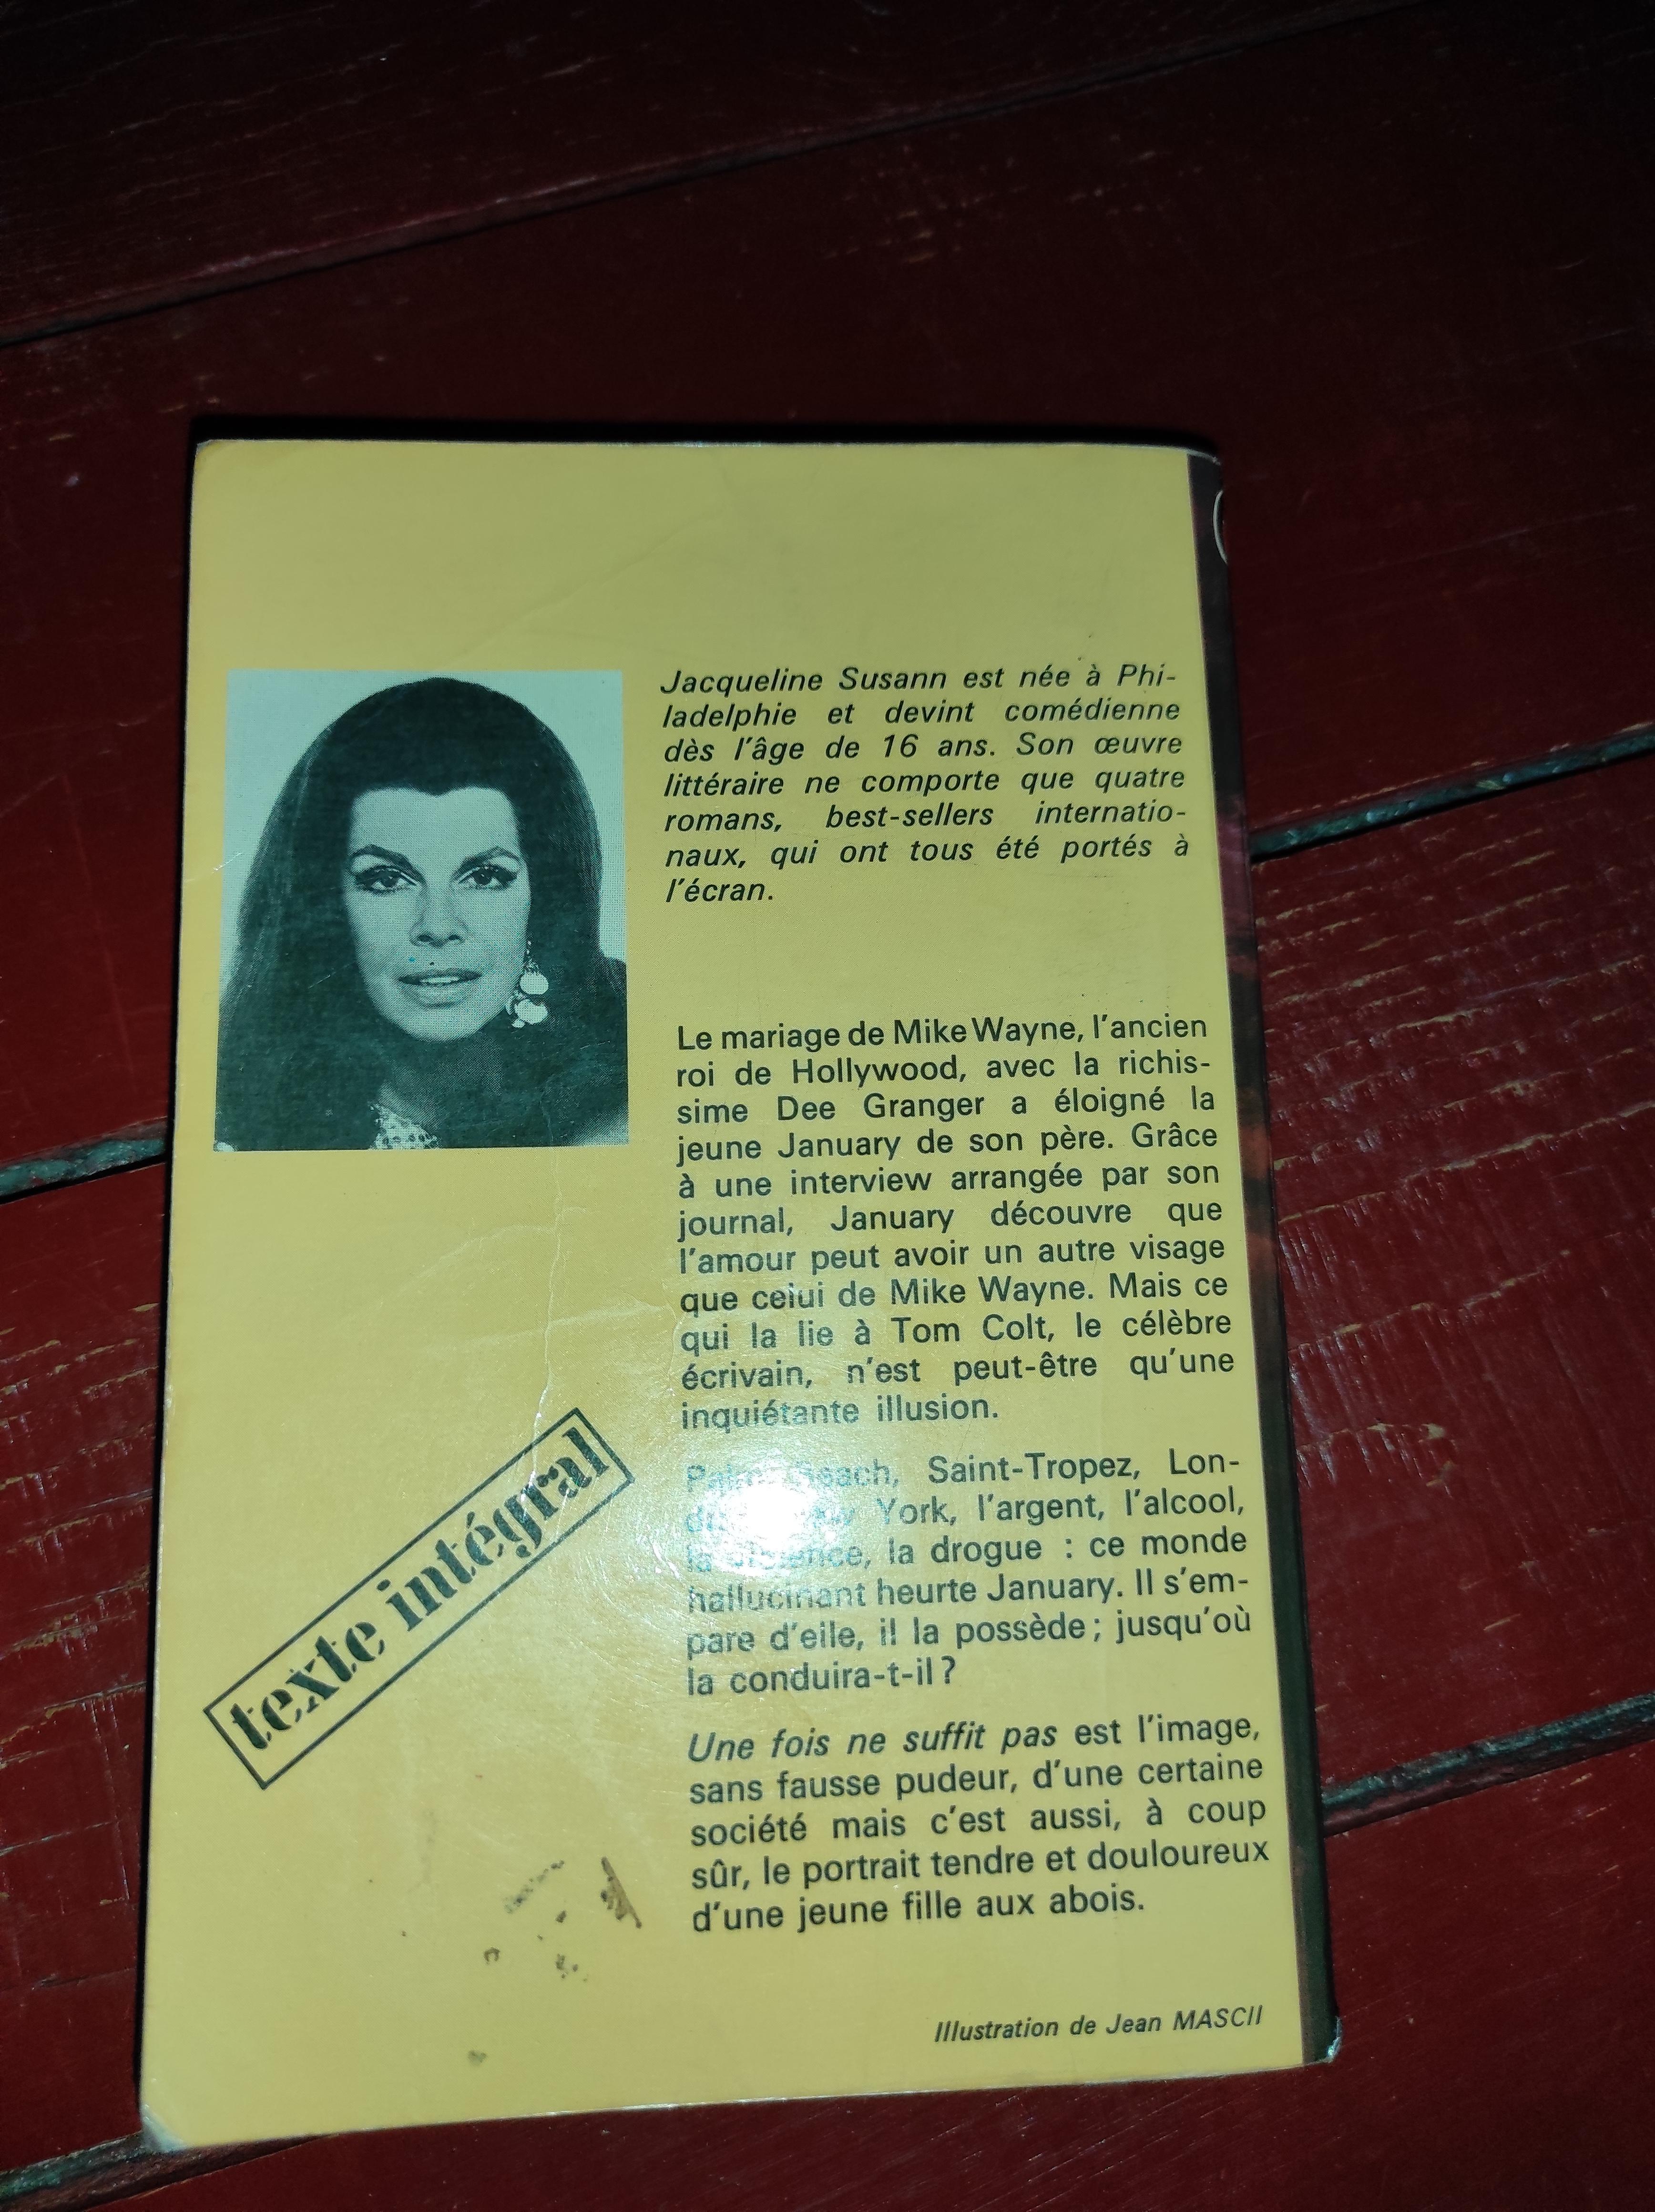 Jacqueline Susann est née à Phi-
ladelphie et devint comédienne
dès l'âge de 16 ans. Son œuvre
littéraire ne comporte que quatre
romans, best-sellers internatio-
naux, qui ont tous été portés à
l'écran.
Le mariage de Mike Wayne, l'ancien
roi de Hollywood, avec la richis-
sime Dee Granger a éloigné la
jeune January de son père. Grâce
à une interview arrangée par son
journal, January découvre que
l'amour peut avoir un autre visage
que celui de Mike Wayne. Mais ce
qui la lie à Tom Colt, le célèbre
écrivain, n'est peut-être qu'une
inquiétante illusion.
Palm Beach, Saint-Tropez, Lon-
York, l'argent, l'alcool,
la drogue : ce monde
hallucinant heurte January. Il s'em-
pare d'elle, il la possède ; jusqu'où
la conduira-t-il ?
Une fois ne suffit pas est l'image,
sans fausse pudeur, d'une certaine
société mais c'est aussi, à coup
sûr, le portrait tendre et douloureux
d'une jeune fille aux abois.
texte intégral
Illustration de Jean MASCII